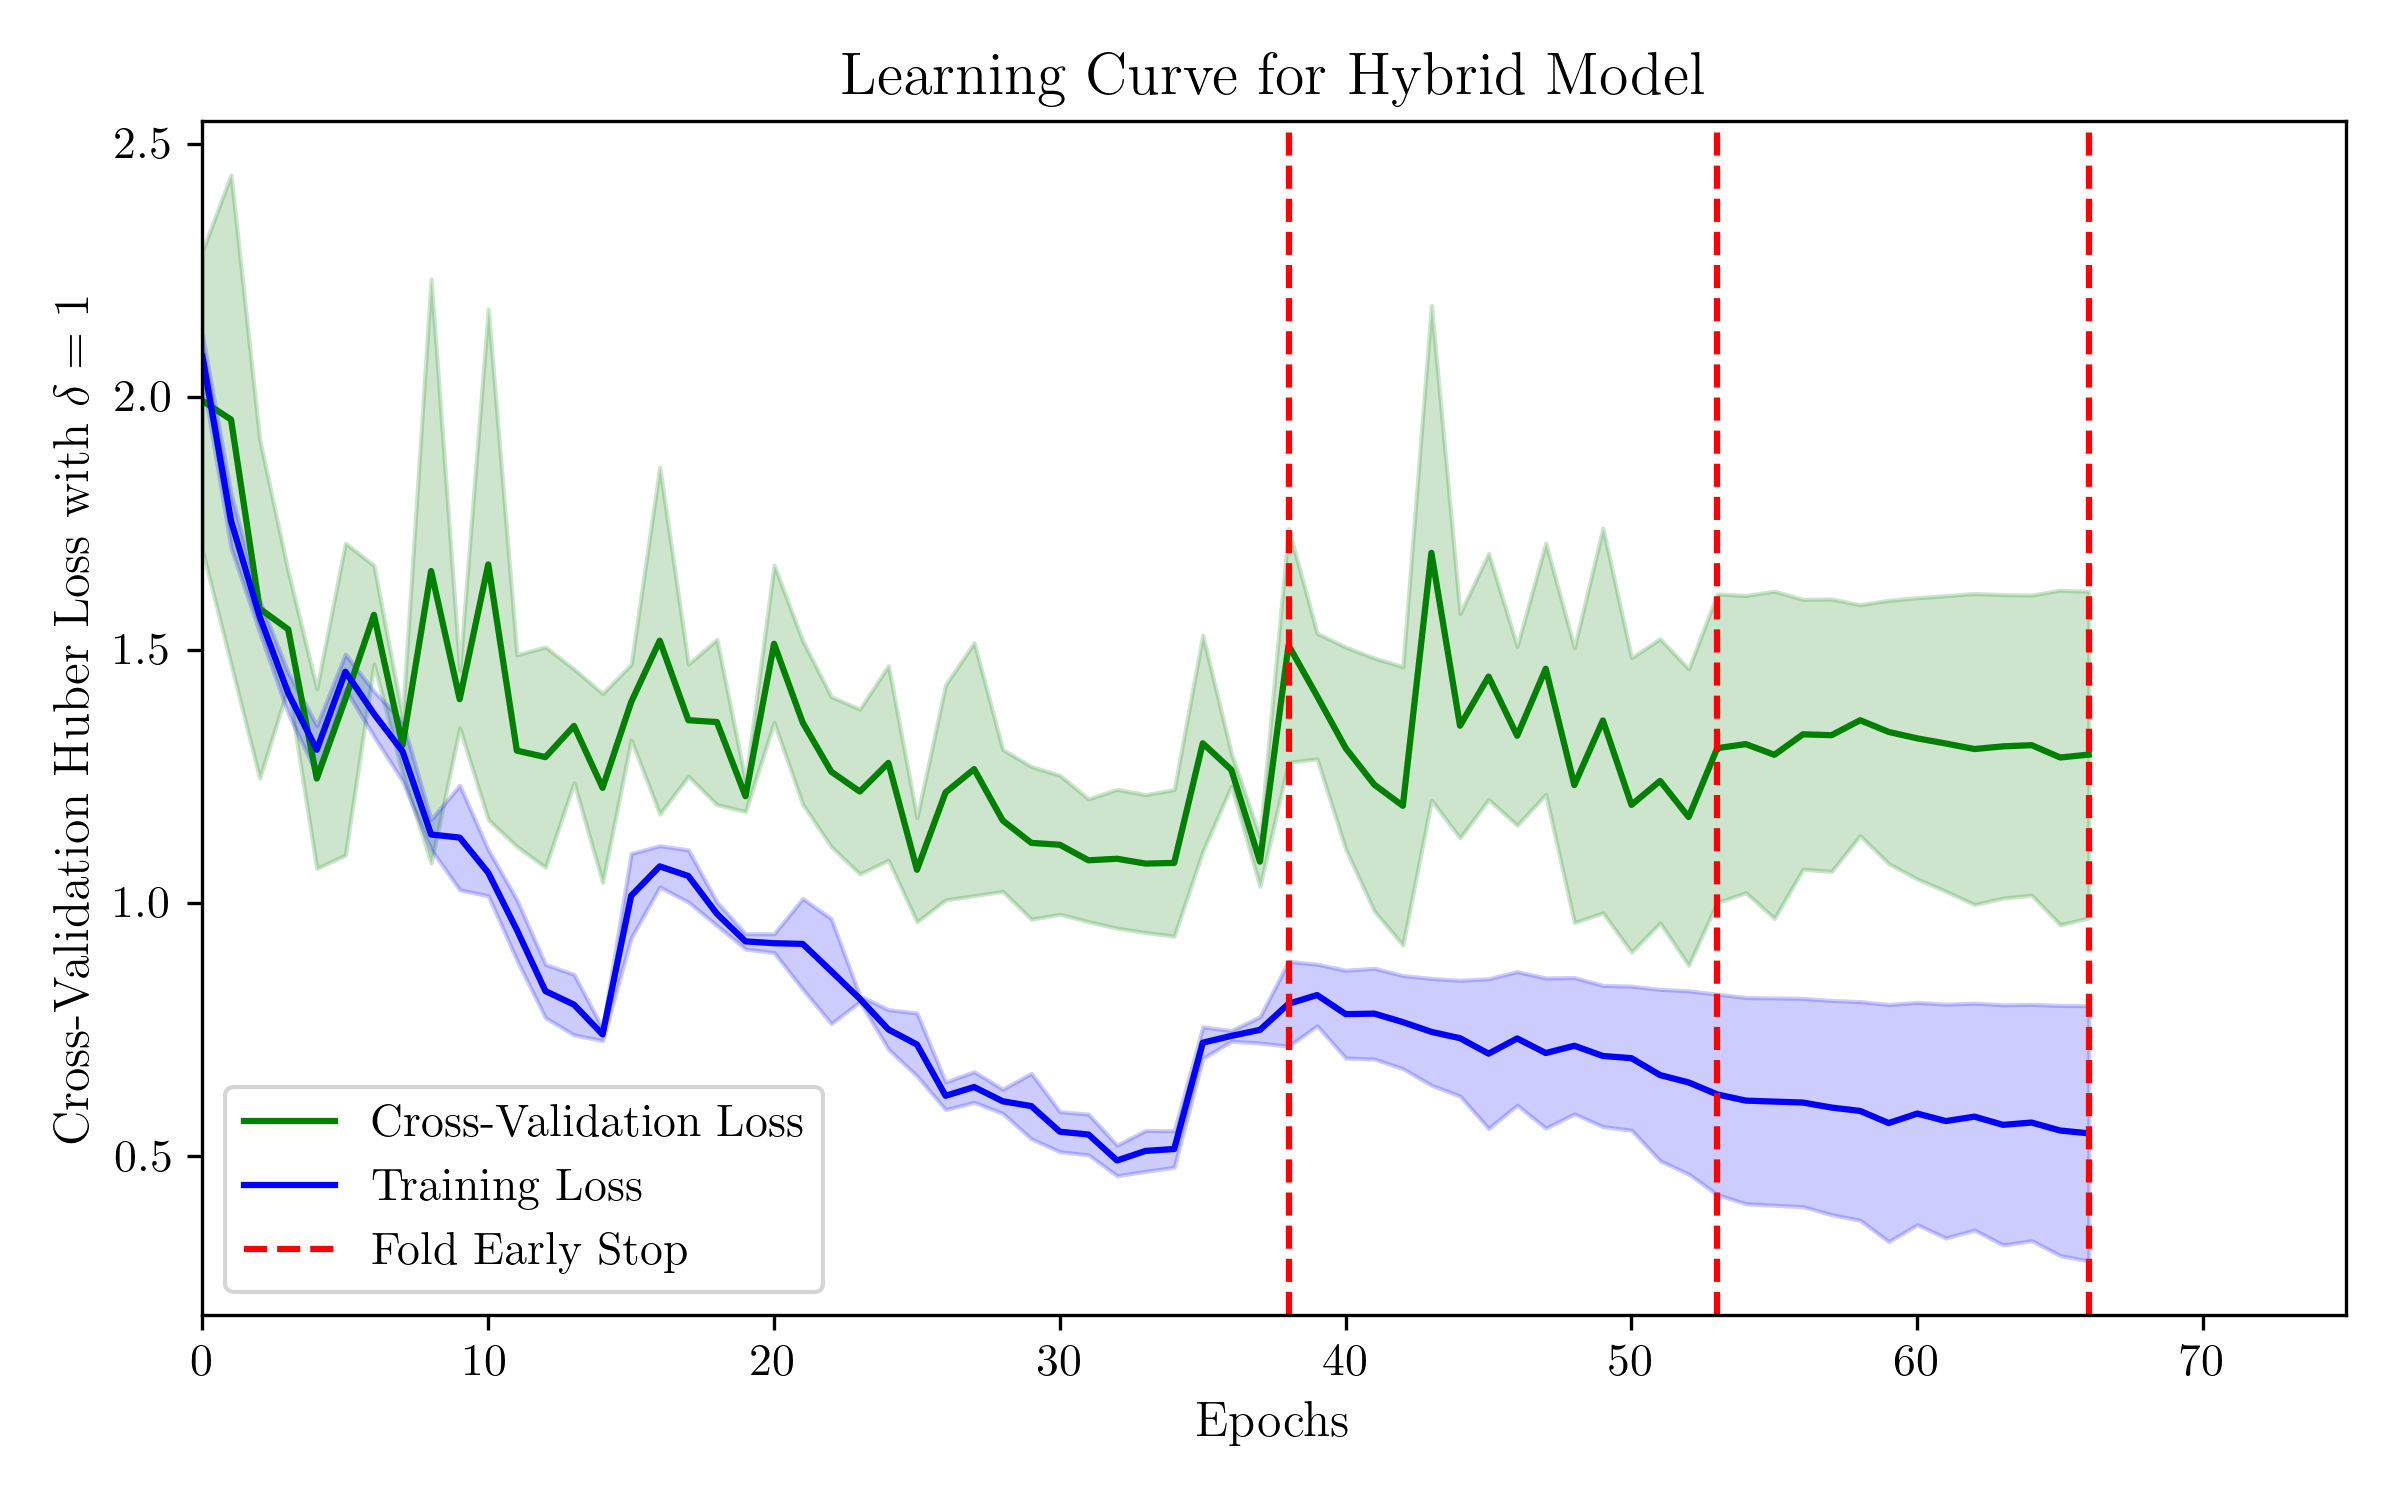 Learning Curve for Hybrid Model
Cross-Validation Huber Loss with δ = 1
2.5
2.0
1.5
1.0
0.5
Cross-Validation Loss
Training Loss
Fold Early Stop
0 10 20 30 40 50 60 70
Epochs